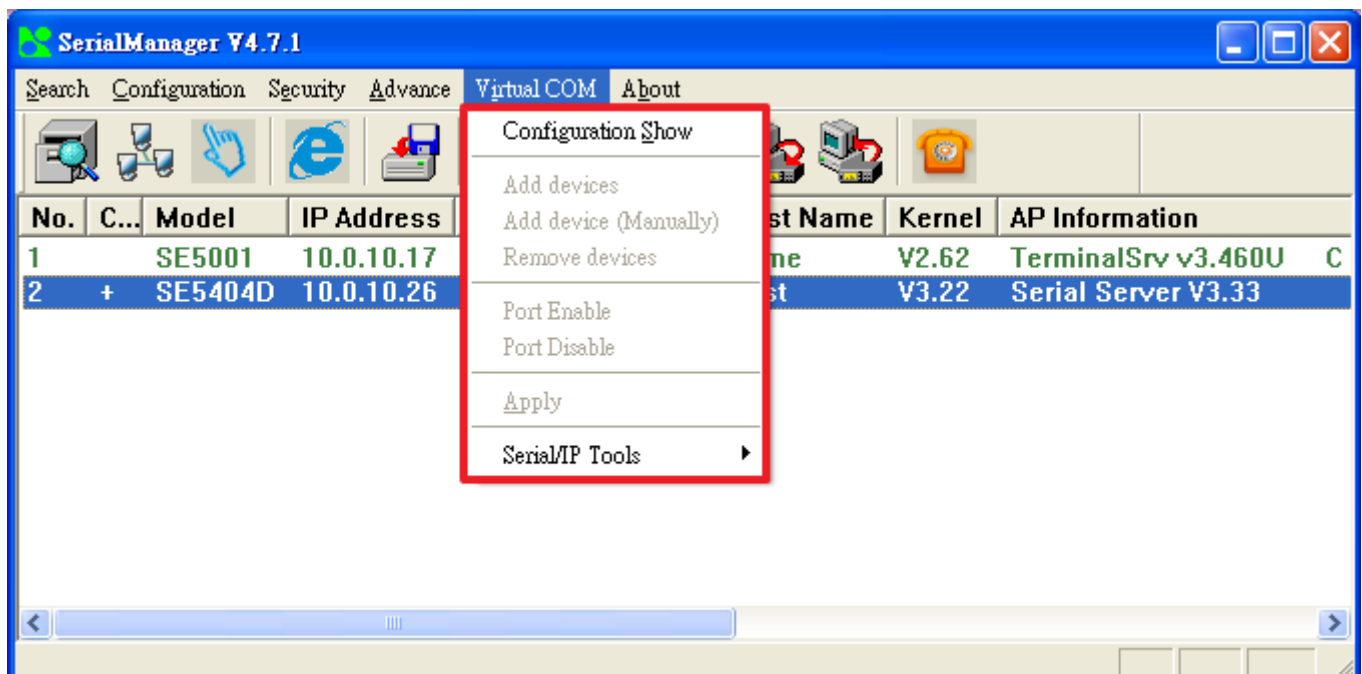 SerialManager V4.7.1
Search Configuration Security Advance Virtual COM About
Configuration Show
Add devices
Add device (Manually)
Remove devices
Port Enable
Port Disable
Apply
Serial/IP Tools
No. C... Model IP Address st Name Kernel AP Information
1 SE5001 10.0.10.17 me V2.62 TerminalSrv v3.460U C
2 + SE5404D 10.0.10.26 st V3.22 Serial Server V3.33